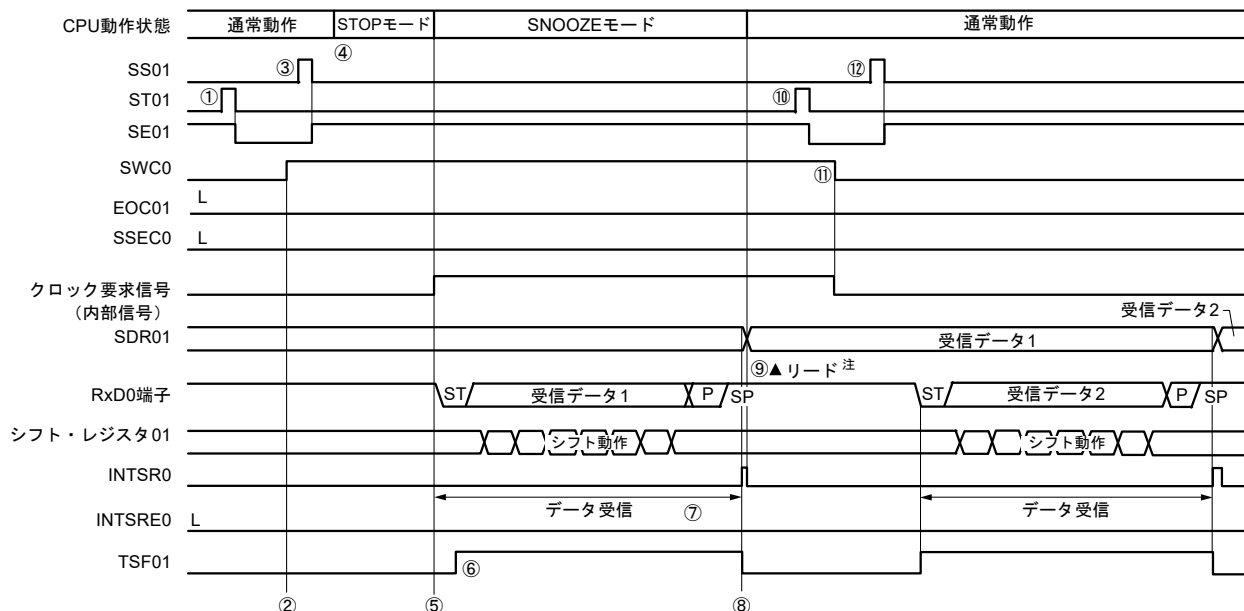 CPU動作状態 通常動作 STOPモード SNOOZEモード 通常動作
④
SS01 ③ ⑫
ST01 ① ⑩
SE01
SWC0 ⑪
EOC01 L
SSEC0 L
クロック要求信号
(内部信号)
受信データ2
SDR01 受信データ1
⑨▲リード注
RxD0端子 ST 受信データ1 P SP ST 受信データ2 P SP
シフト・レジスタ01 シフト動作 シフト動作
INTSR0
データ受信 ⑦ データ受信
INTSRE0 L
TSF01 ⑥
② ⑤ ⑧